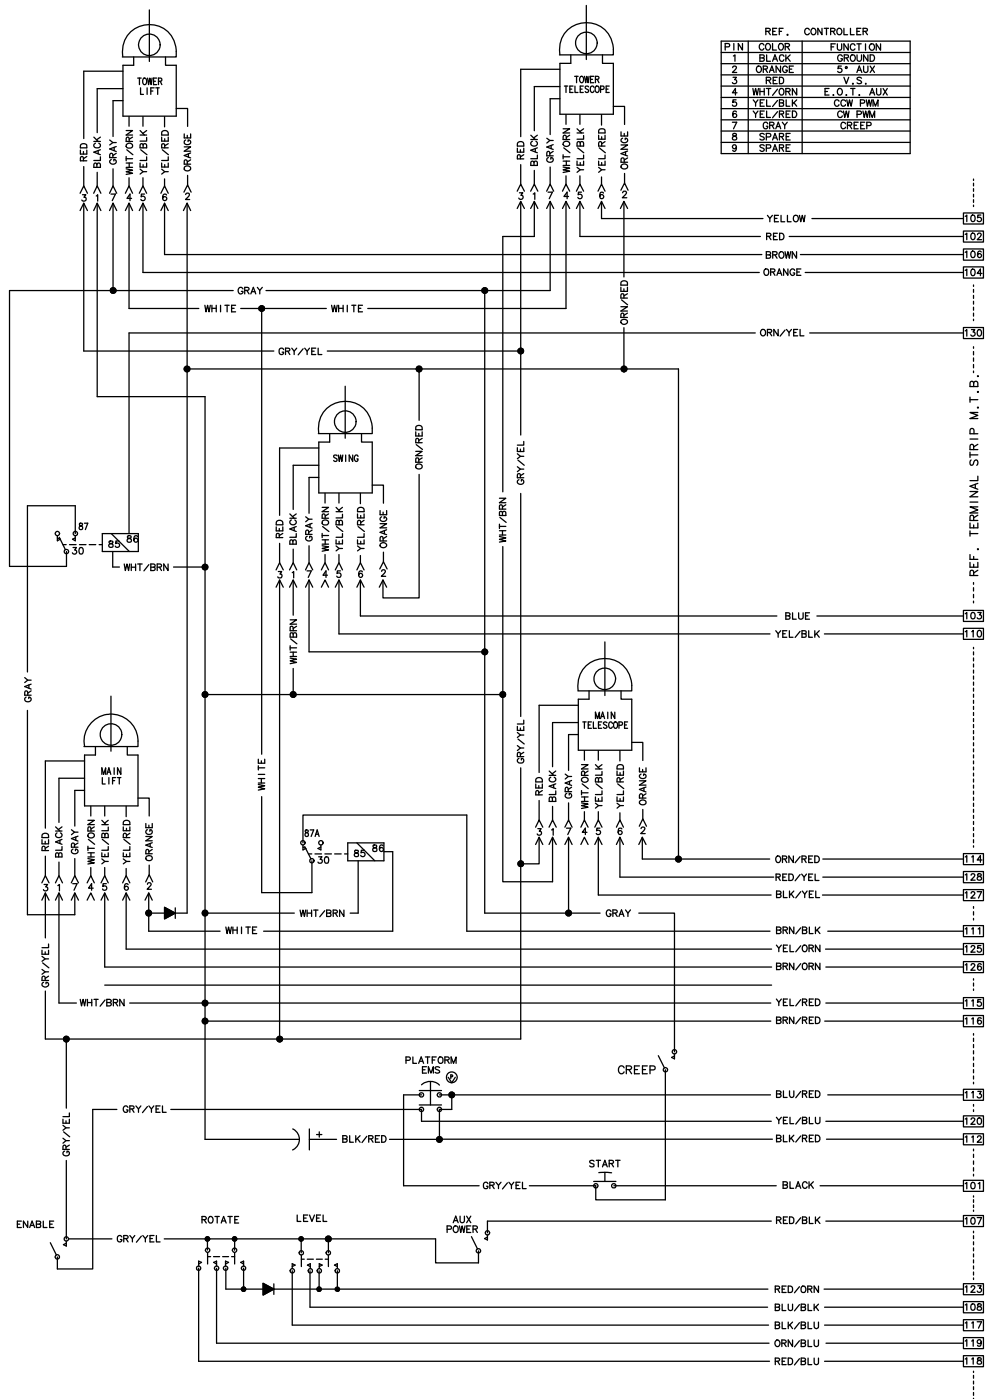 REF. CONTROLLER
PIN COLOR FUNCTION
1 BLACK GROUND
2 ORANGE 5° AUX
3 RED V.S.
4 WHT/ORN E.O.T. AUX
5 YEL/BLK CCW PWM
6 YEL/RED CW PWM
7 GRAY CREEP
8 SPARE
9 SPARE
TOWER
LIFT
RED
BLACK
GRAY
WHT/ORN
YEL/BLK
YEL/RED
ORANGE
3 1 7 4 5 6 2
TOWER
TELESCOPE
RED
BLACK
GRAY
WHT/ORN
YEL/BLK
YEL/RED
ORANGE
3 1 7 4 5 6 2
YELLOW 105
RED 102
BROWN 106
ORANGE 104
GRAY
WHITE WHITE
ORN/RED
ORN/YEL 130
GRY/YEL
REF. TERMINAL STRIP M.T.B.
SWING
RED
BLACK
GRAY
WHT/ORN
YEL/BLK
YEL/RED
ORANGE
3 1 7 4 5 6 2
ORN/RED
GRY/YEL
WHT/BRN
87
30
85 86
WHT/BRN
BLUE 103
YEL/BLK 110
WHT/BRN
GRAY
MAIN
TELESCOPE
RED
BLACK
GRAY
WHT/ORN
YEL/BLK
YEL/RED
ORANGE
3 1 7 4 5 6 2
GRY/YEL
WHITE
MAIN
LIFT
RED
BLACK
GRAY
WHT/ORN
YEL/BLK
YEL/RED
ORANGE
3 1 7 4 5 6 2
87A
30
85 86
ORN/RED 114
RED/YEL 128
BLK/YEL 127
WHT/BRN
GRAY
WHITE
BRN/BLK 111
GRY/YEL
YEL/ORN 125
BRN/ORN 126
WHT/BRN
YEL/RED 115
BRN/RED 116
CREEP
PLATFORM
EMS
BLU/RED 113
GRY/YEL
GRY/YEL
YEL/BLU 120
+
BLK/RED
BLK/RED 112
START
GRY/YEL
BLACK 101
ENABLE
GRY/YEL
ROTATE
LEVEL
AUX
POWER
RED/BLK 107
RED/ORN 123
BLU/BLK 108
BLK/BLU 117
ORN/BLU 119
RED/BLU 118